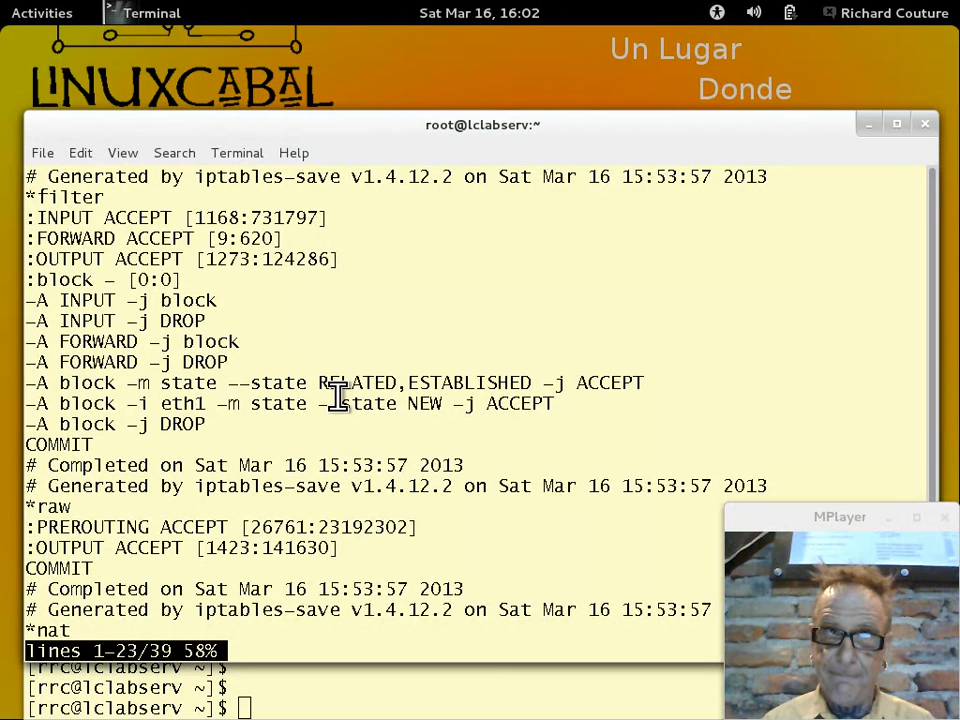 Activities Terminal Sat Mar 16, 16:02 Richard Couture
LINUXCABAL
Un Lugar
Donde
root@lclabserv:~
File Edit View Search Terminal Help
# Generated by iptables-save v1.4.12.2 on Sat Mar 16 15:53:57 2013
*filter
:INPUT ACCEPT [1168:731797]
:FORWARD ACCEPT [9:620]
:OUTPUT ACCEPT [1273:124286]
:block - [0:0]
-A INPUT -j block
-A INPUT -j DROP
-A FORWARD -j block
-A FORWARD -j DROP
-A block -m state --state RELATED,ESTABLISHED -j ACCEPT
-A block -i eth1 -m state --state NEW -j ACCEPT
-A block -j DROP
COMMIT
# Completed on Sat Mar 16 15:53:57 2013
# Generated by iptables-save v1.4.12.2 on Sat Mar 16 15:53:57 2013
*raw
:PREROUTING ACCEPT [26761:23192302]
:OUTPUT ACCEPT [1423:141630]
COMMIT
# Completed on Sat Mar 16 15:53:57 2013
# Generated by iptables-save v1.4.12.2 on Sat Mar 16 15:53:57
*nat
lines 1-23/39 58%
MPlayer
[rrc@lclabserv ~]$
[rrc@lclabserv ~]$
[rrc@lclabserv ~]$